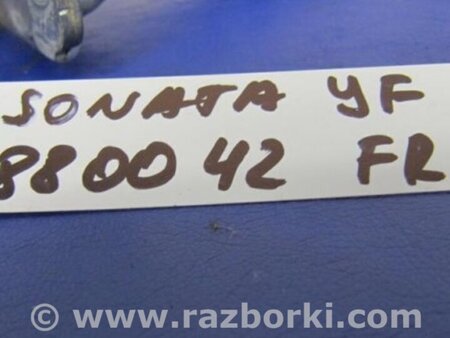 SONATA YF
880042 FR
© www.razborki.com